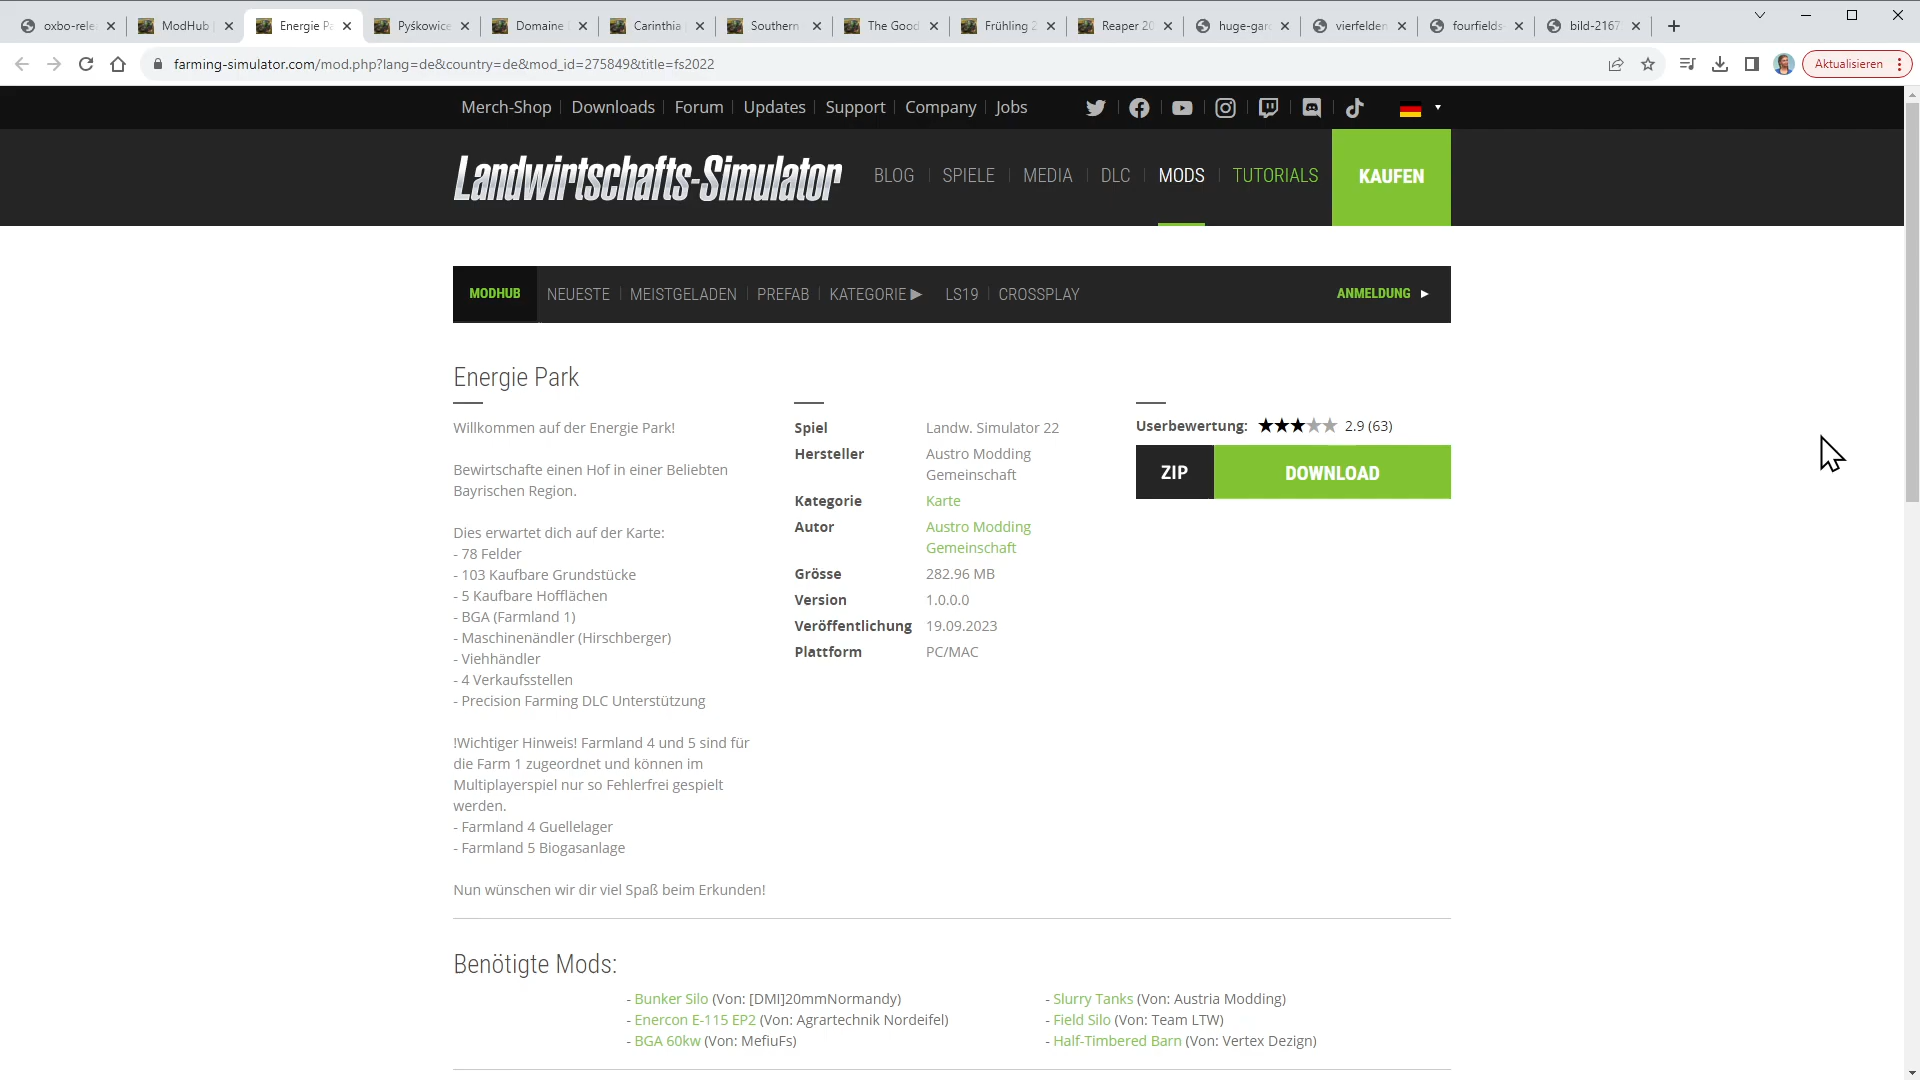 oxbo-rele
ModHub
Energie Pa
Pyśkowice
Domaine
Carinthia
Southern
The Good
Frühling 2
Reaper 20
huge-gard
vierfelden
fourfields-
bild-2167
farming-simulator.com/mod.php?lang=de&country=de&mod_id=275849&title=fs2022
Aktualisieren
Merch-Shop Downloads Forum Updates Support Company Jobs
Landwirtschafts-Simulator
BLOG SPIELE MEDIA DLC MODS TUTORIALS KAUFEN
MODHUB NEUESTE MEISTGELADEN PREFAB KATEGORIE ▶ LS19 CROSSPLAY ANMELDUNG ▶
Energie Park
Willkommen auf der Energie Park!
Bewirtschafte einen Hof in einer Beliebten
Bayrischen Region.
Dies erwartet dich auf der Karte:
- 78 Felder
- 103 Kaufbare Grundstücke
- 5 Kaufbare Hofflächen
- BGA (Farmland 1)
- Maschinenändler (Hirschberger)
- Viehhändler
- 4 Verkaufsstellen
- Precision Farming DLC Unterstützung
!Wichtiger Hinweis! Farmland 4 und 5 sind für
die Farm 1 zugeordnet und können im
Multiplayerspiel nur so Fehlerfrei gespielt
werden.
- Farmland 4 Guellelager
- Farmland 5 Biogasanlage
Nun wünschen wir dir viel Spaß beim Erkunden!
Spiel Landw. Simulator 22
Hersteller Austro Modding
Gemeinschaft
Kategorie Karte
Autor Austro Modding
Gemeinschaft
Grösse 282.96 MB
Version 1.0.0.0
Veröffentlichung 19.09.2023
Plattform PC/MAC
Userbewertung: ★★★★★ 2.9 (63)
ZIP DOWNLOAD
Benötigte Mods:
- Bunker Silo (Von: [DMI]20mmNormandy)
- Enercon E-115 EP2 (Von: Agrartechnik Nordeifel)
- BGA 60kw (Von: MefiuFs)
- Slurry Tanks (Von: Austria Modding)
- Field Silo (Von: Team LTW)
- Half-Timbered Barn (Von: Vertex Dezign)